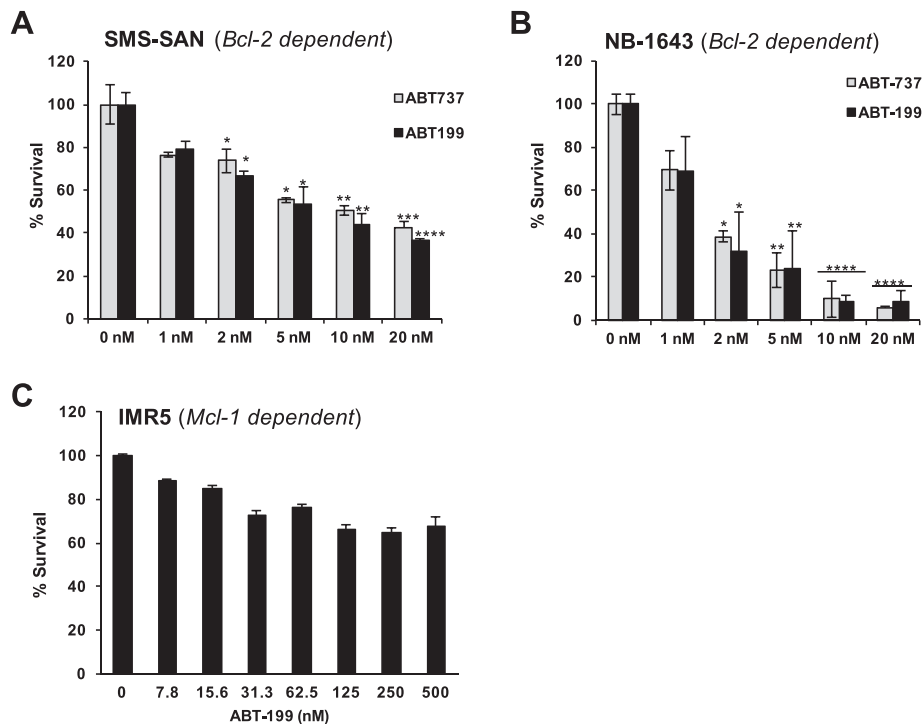 A
SMS-SAN (Bcl-2 dependent)
120
100
80
60
40
20
0
% Survival
ABT737
ABT199
*
*
*
*
**
**
***
****
0 nM 1 nM 2 nM 5 nM 10 nM 20 nM
B
NB-1643 (Bcl-2 dependent)
120
100
80
60
40
20
0
% Survival
ABT-737
ABT-199
*
*
**
**
****
****
0 nM 1 nM 2 nM 5 nM 10 nM 20 nM
C
IMR5 (Mcl-1 dependent)
120
100
80
60
40
20
0
% Survival
0 7.8 15.6 31.3 62.5 125 250 500
ABT-199 (nM)